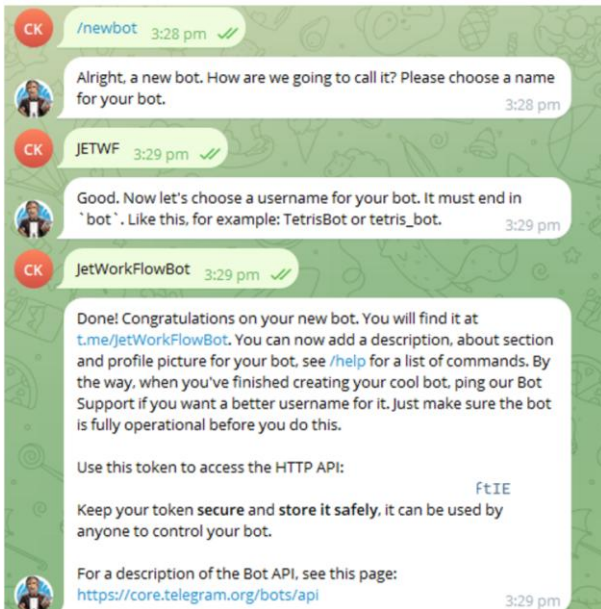 CK
/newbot 3:28 pm
Alright, a new bot. How are we going to call it? Please choose a name
for your bot.
3:28 pm
CK
JETWF 3:29 pm
Good. Now let's choose a username for your bot. It must end in
`bot`. Like this, for example: TetrisBot or tetris_bot.
3:29 pm
CK
JetWorkFlowBot 3:29 pm
Done! Congratulations on your new bot. You will find it at
t.me/JetWorkFlowBot. You can now add a description, about section
and profile picture for your bot, see /help for a list of commands. By
the way, when you've finished creating your cool bot, ping our Bot
Support if you want a better username for it. Just make sure the bot
is fully operational before you do this.
Use this token to access the HTTP API:
ftIE
Keep your token secure and store it safely, it can be used by
anyone to control your bot.
For a description of the Bot API, see this page:
https://core.telegram.org/bots/api
3:29 pm